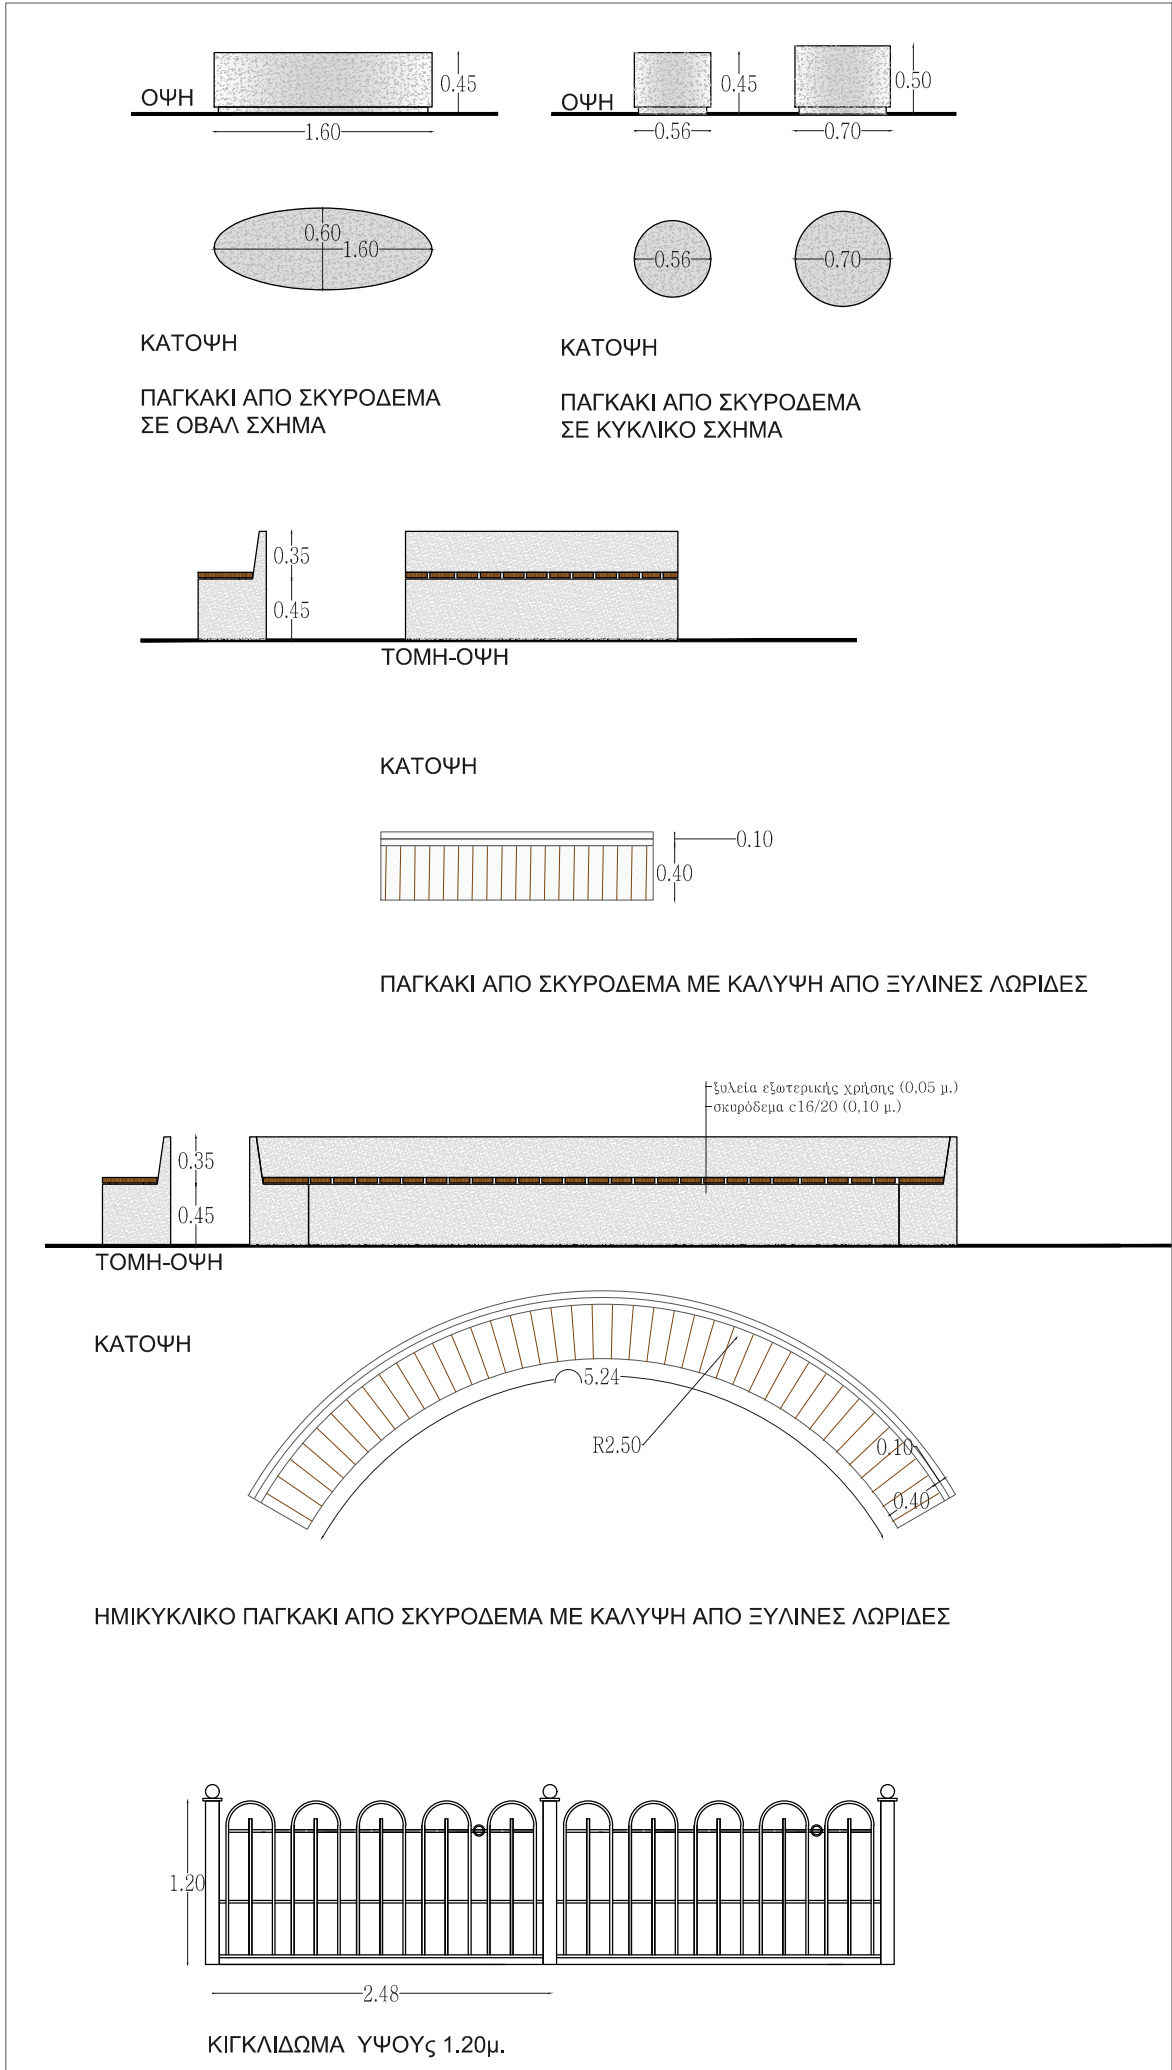 ΟΨΗ
0.45
1.60
ΟΨΗ
0.45
0.50
0.56
0.70
0.60
1.60
0.56
0.70
ΚΑΤΟΨΗ
ΠΑΓΚΑΚΙ ΑΠΟ ΣΚΥΡΟΔΕΜΑ
ΣΕ ΟΒΑΛ ΣΧΗΜΑ
ΚΑΤΟΨΗ
ΠΑΓΚΑΚΙ ΑΠΟ ΣΚΥΡΟΔΕΜΑ
ΣΕ ΚΥΚΛΙΚΟ ΣΧΗΜΑ
0.35
0.45
ΤΟΜΗ-ΟΨΗ
ΚΑΤΟΨΗ
0.10
0.40
ΠΑΓΚΑΚΙ ΑΠΟ ΣΚΥΡΟΔΕΜΑ ΜΕ ΚΑΛΥΨΗ ΑΠΟ ΞΥΛΙΝΕΣ ΛΩΡΙΔΕΣ
ξυλεία εξωτερικής χρήσης (0,05 μ.)
σκυρόδεμα c16/20 (0,10 μ.)
0.35
0.45
ΤΟΜΗ-ΟΨΗ
ΚΑΤΟΨΗ
5.24
R2.50
0.10
0.40
ΗΜΙΚΥΚΛΙΚΟ ΠΑΓΚΑΚΙ ΑΠΟ ΣΚΥΡΟΔΕΜΑ ΜΕ ΚΑΛΥΨΗ ΑΠΟ ΞΥΛΙΝΕΣ ΛΩΡΙΔΕΣ
1.20
2.48
ΚΙΓΚΛΙΔΩΜΑ ΥΨΟΥς 1.20μ.